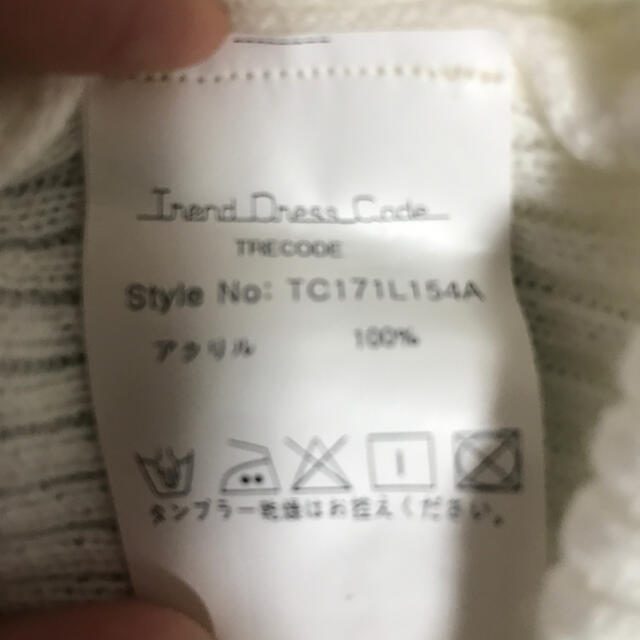 Trend Dress Code
TRECODE
Style No: TC171L154A
アクリル 100%
タンブラー乾燥はお控えください。